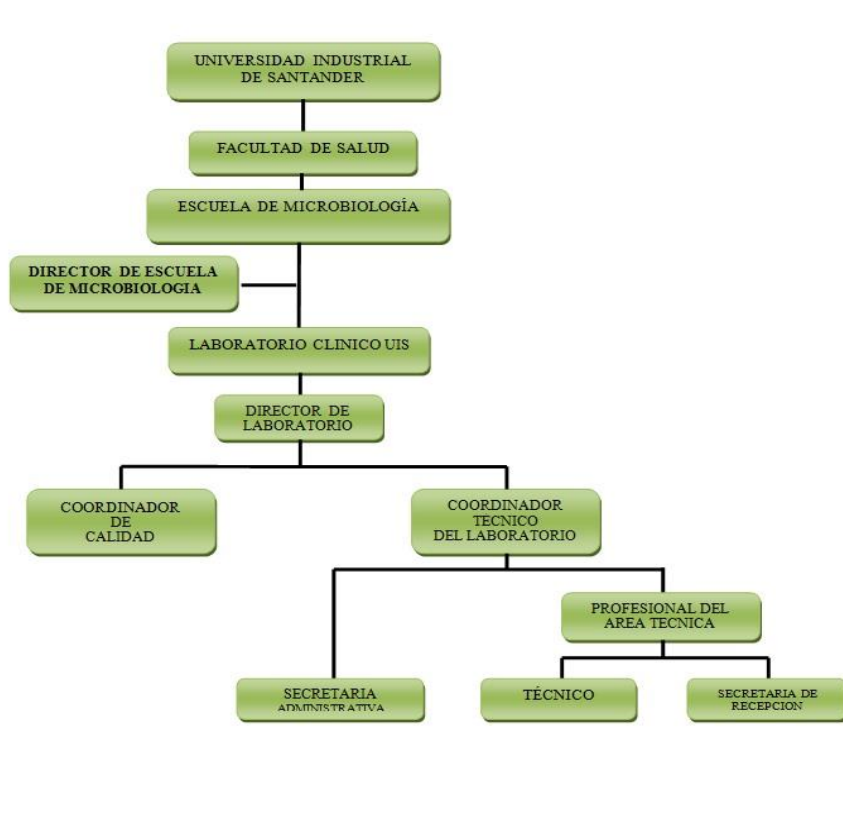 UNIVERSIDAD INDUSTRIAL
DE SANTANDER
FACULTAD DE SALUD
ESCUELA DE MICROBIOLOGÍA
DIRECTOR DE ESCUELA
DE MICROBIOLOGIA
LABORATORIO CLINICO UIS
DIRECTOR DE
LABORATORIO
COORDINADOR
DE
CALIDAD
COORDINADOR
TECNICO
DEL LABORATORIO
PROFESIONAL DEL
AREA TECNICA
SECRETARIA
ADMINISTRATIVA
TÉCNICO
SECRETARIA DE
RECEPCION